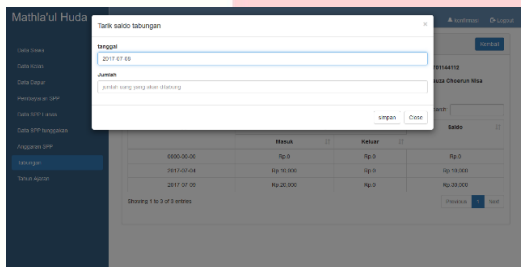 Mathla'ul Huda
Tarik saldo tabungan
×
Logout
tanggal
2017-07-08
Jumlah
jumlah uang yang akan ditabung
simpan
Close
Kembali
Data Siswa
Data Kelas
Data Dapur
Pembayaran SPP
Data SPP Lunas
Data SPP tunggakan
Anggaran SPP
Tabungan
Tahun Ajaran
Saldo
Masuk
Keluar
0000-00-00 Rp.0 Rp.0 Rp.0
2017-07-04 Rp.10,000 Rp.0 Rp.10,000
2017-07-09 Rp.20,000 Rp.0 Rp.30,000
Showing 1 to 3 of 3 entries
Previous 1 Next